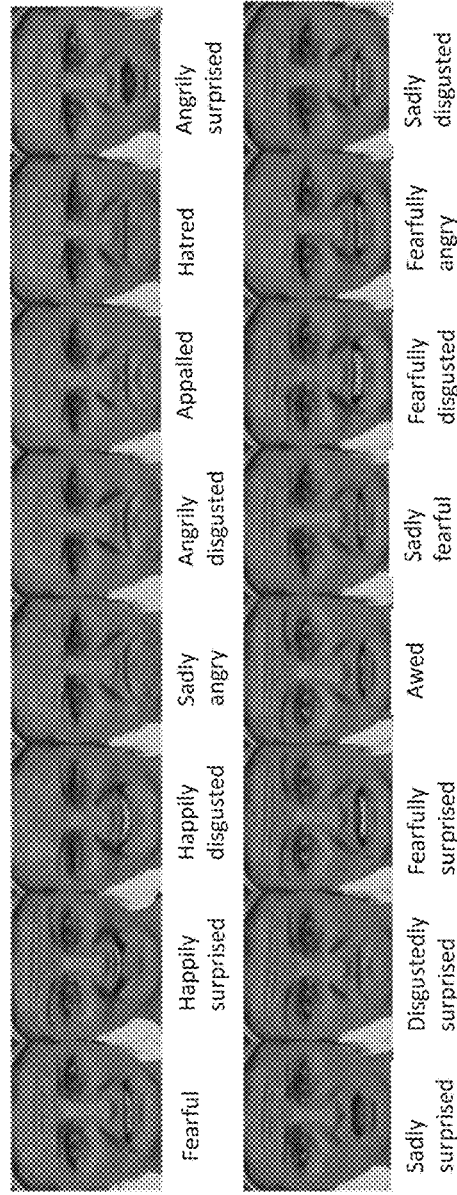 Fearful
Happily
surprised
Happily
disgusted
Sadly
angry
Angrily
disgusted
Appalled
Hatred
Angrily
surprised
Sadly
surprised
Disgustedly
surprised
Fearfully
surprised
Awed
Sadly
fearful
Fearfully
disgusted
Fearfully
angry
Sadly
disgusted